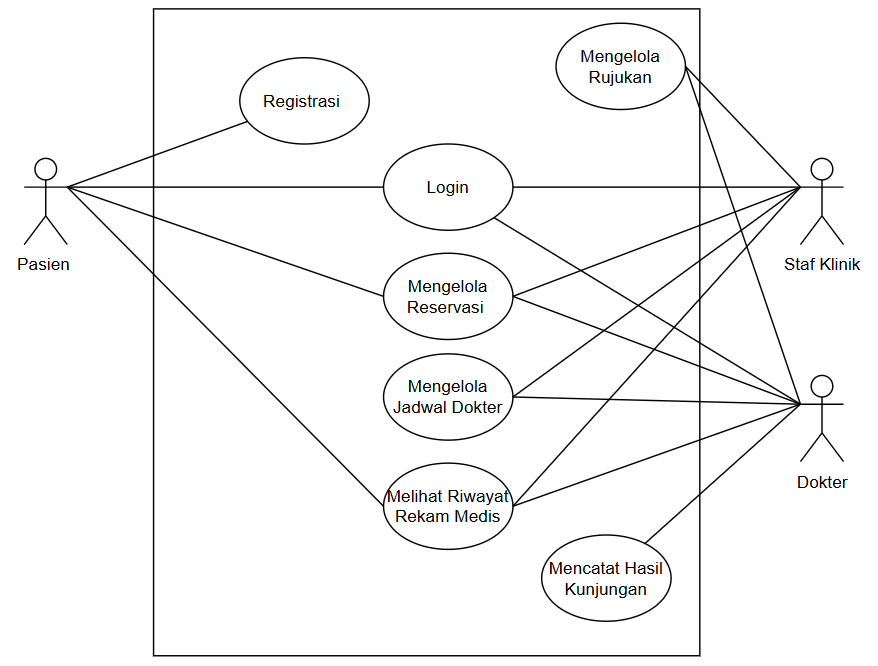 Mengelola
Rujukan
Registrasi
Login
Pasien
Staf Klinik
Mengelola
Reservasi
Mengelola
Jadwal Dokter
Dokter
Melihat Riwayat
Rekam Medis
Mencatat Hasil
Kunjungan